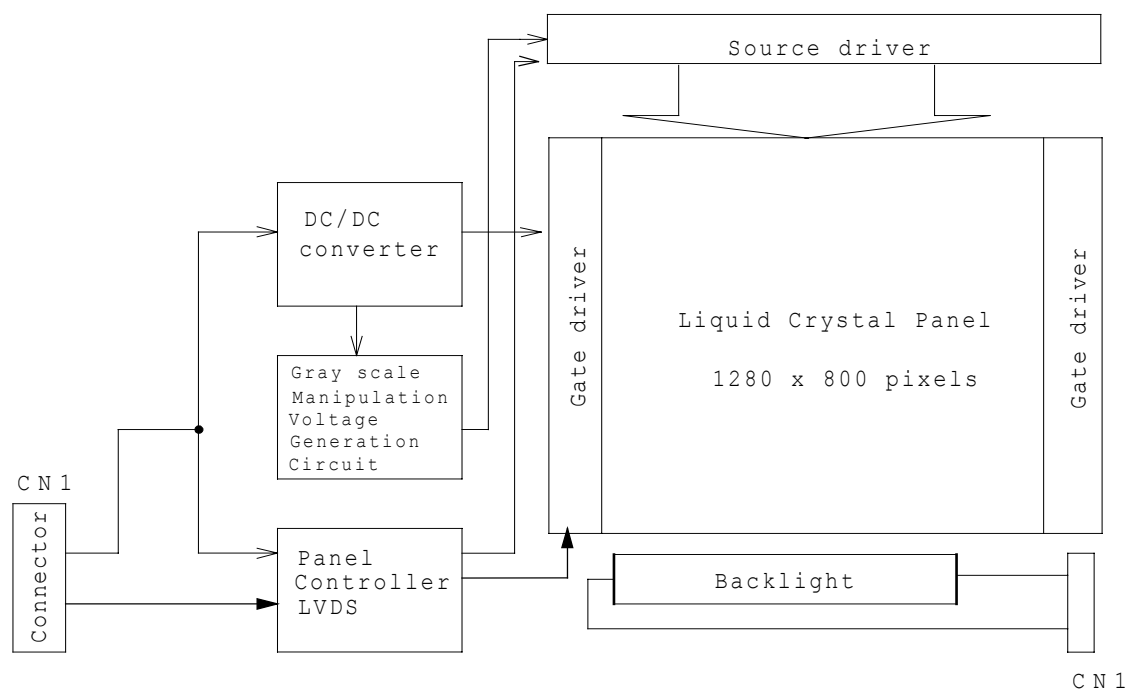 Source driver
DC/DC
converter
Gate driver
Liquid Crystal Panel
1280 x 800 pixels
Gate driver
Gray scale
Manipulation
Voltage
Generation
Circuit
CN1
Connector
Panel
Controller
LVDS
Backlight
CN1